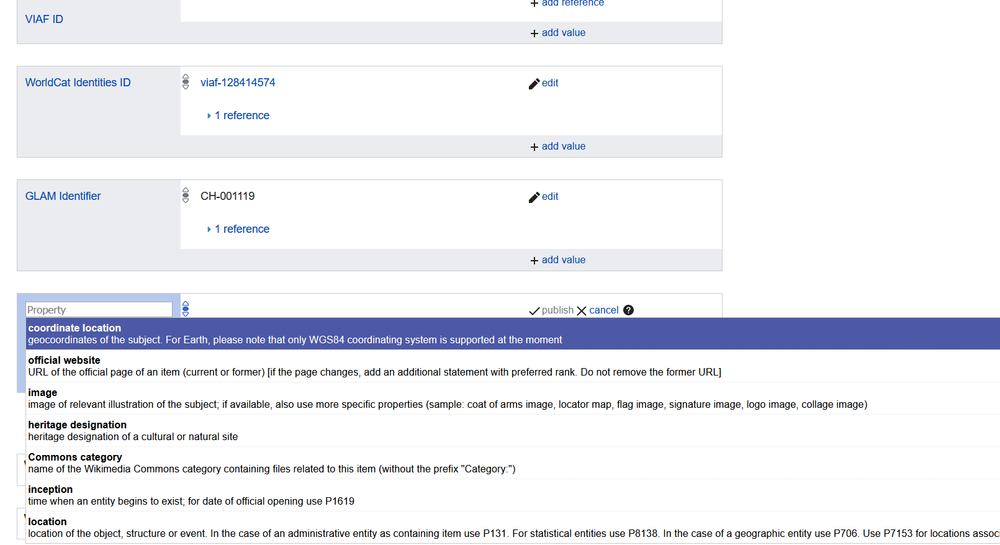 add reference
VIAF ID
add value
WorldCat Identities ID
viaf-128414574
edit
1 reference
add value
GLAM Identifier
CH-001119
edit
1 reference
add value
Property
publish cancel ?
coordinate location
geocoordinates of the subject. For Earth, please note that only WGS84 coordinating system is supported at the moment
official website
URL of the official page of an item (current or former) [if the page changes, add an additional statement with preferred rank. Do not remove the former URL]
image
image of relevant illustration of the subject; if available, also use more specific properties (sample: coat of arms image, locator map, flag image, signature image, logo image, collage image)
heritage designation
heritage designation of a cultural or natural site
Commons category
name of the Wikimedia Commons category containing files related to this item (without the prefix "Category:")
inception
time when an entity begins to exist; for date of official opening use P1619
location
location of the object, structure or event. In the case of an administrative entity as containing item use P131. For statistical entities use P8138. In the case of a geographic entity use P706. Use P7153 for locations